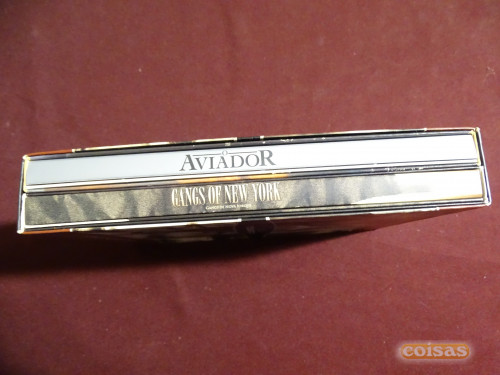 O
AVIADOR
GANGS OF NEW YORK
coisas